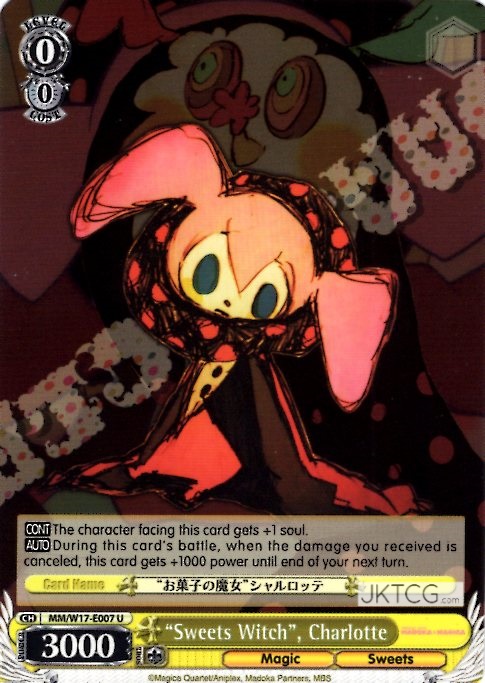 LEVEL
0
0
COST
CONT The character facing this card gets +1 soul.
AUTO During this card's battle, when the damage you received is
canceled, this card gets +1000 power until end of your next turn.
Card Name
“お菓子の魔女”シャルロッテ
JKTCG.com
CH MM/W17-E007 U
“Sweets Witch”, Charlotte
POWER
3000
SOUL
Magic
Sweets
©Magica Quartet/Aniplex, Madoka Partners, MBS